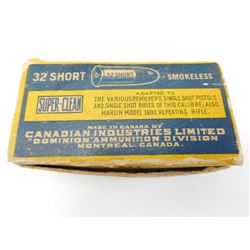 32 SHORT
32 SHORT
SMOKELESS
SUPER-CLEAN
ADAPTED TO
THE VARIOUS REVOLVERS, SINGLE SHOT PISTOLS
AND SINGLE SHOT RIFLES OF THIS CALIBRE; ALSO
MARLIN MODEL 1892 REPEATING RIFLE.
MADE IN CANADA BY
CANADIAN INDUSTRIES LIMITED
DOMINION AMMUNITION DIVISION
MONTREAL, CANADA.